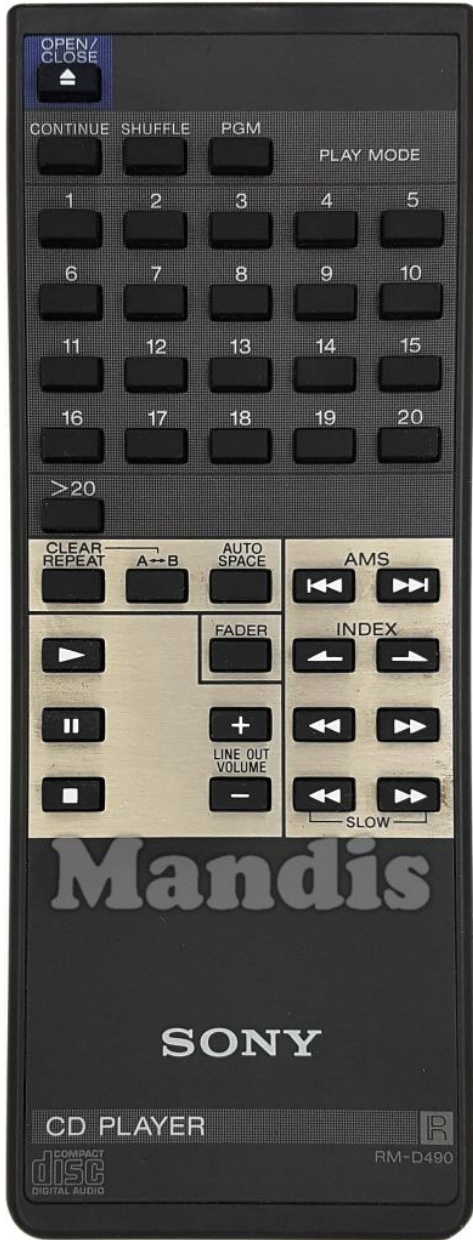 OPEN/
CLOSE
CONTINUE SHUFFLE PGM
PLAY MODE
1 2 3 4 5
6 7 8 9 10
11 12 13 14 15
16 17 18 19 20
>20
CLEAR
REPEAT A↔B AUTO
SPACE
AMS
FADER
INDEX
+
LINE OUT
VOLUME
−
SLOW
Mandis
SONY
CD PLAYER
R
RM-D490
COMPACT
disc
DIGITAL AUDIO